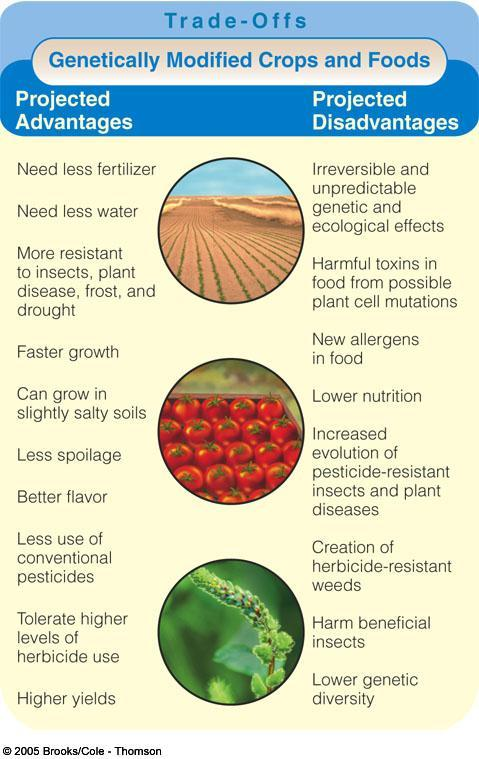 Trade-Offs
Genetically Modified Crops and Foods
Projected
Advantages
Need less fertilizer
Need less water
More resistant
to insects, plant
disease, frost, and
drought
Faster growth
Can grow in
slightly salty soils
Less spoilage
Better flavor
Less use of
conventional
pesticides
Tolerate higher
levels of
herbicide use
Higher yields
Projected
Disadvantages
Irreversible and
unpredictable
genetic and
ecological effects
Harmful toxins in
food from possible
plant cell mutations
New allergens
in food
Lower nutrition
Increased
evolution of
pesticide-resistant
insects and plant
diseases
Creation of
herbicide-resistant
weeds
Harm beneficial
insects
Lower genetic
diversity
© 2005 Brooks/Cole - Thomson